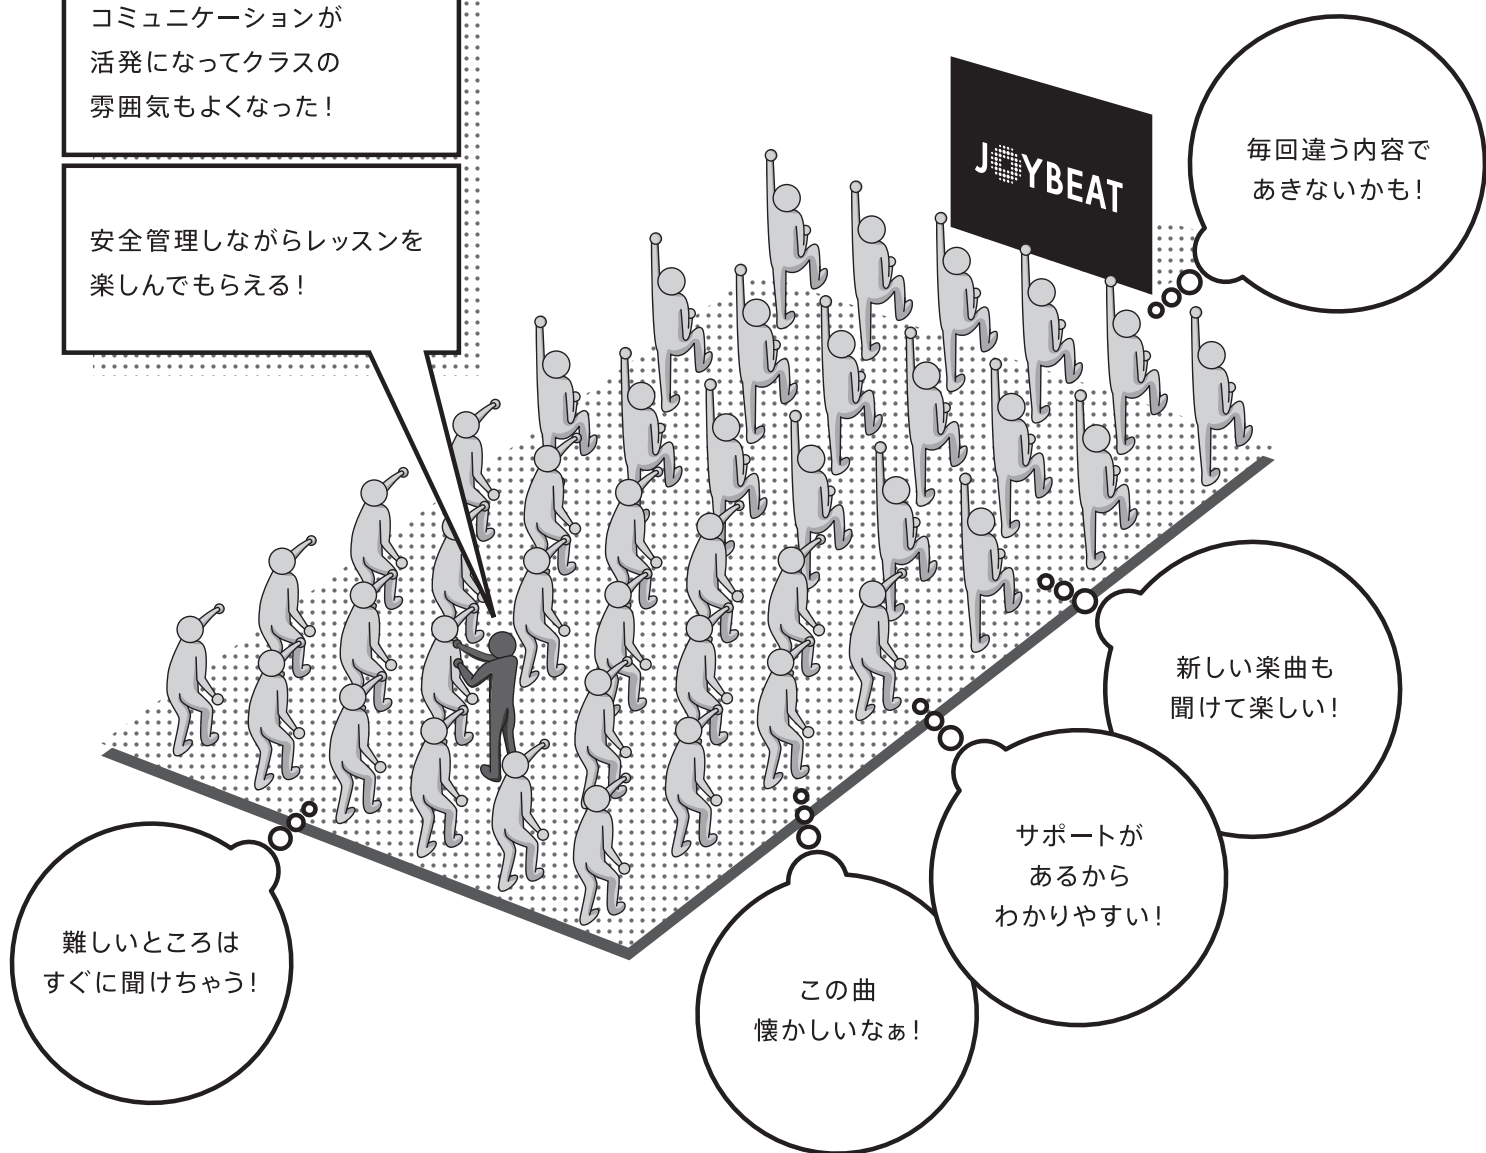 コミュニケーションが
活発になってクラスの
雰囲気もよくなった！
安全管理しながらレッスンを
楽しんでもらえる！
JOYBEAT
毎回違う内容で
あきないかも！
新しい楽曲も
聞けて楽しい！
サポートが
あるから
わかりやすい！
この曲
懐かしいなぁ！
難しいところは
すぐに聞けちゃう！